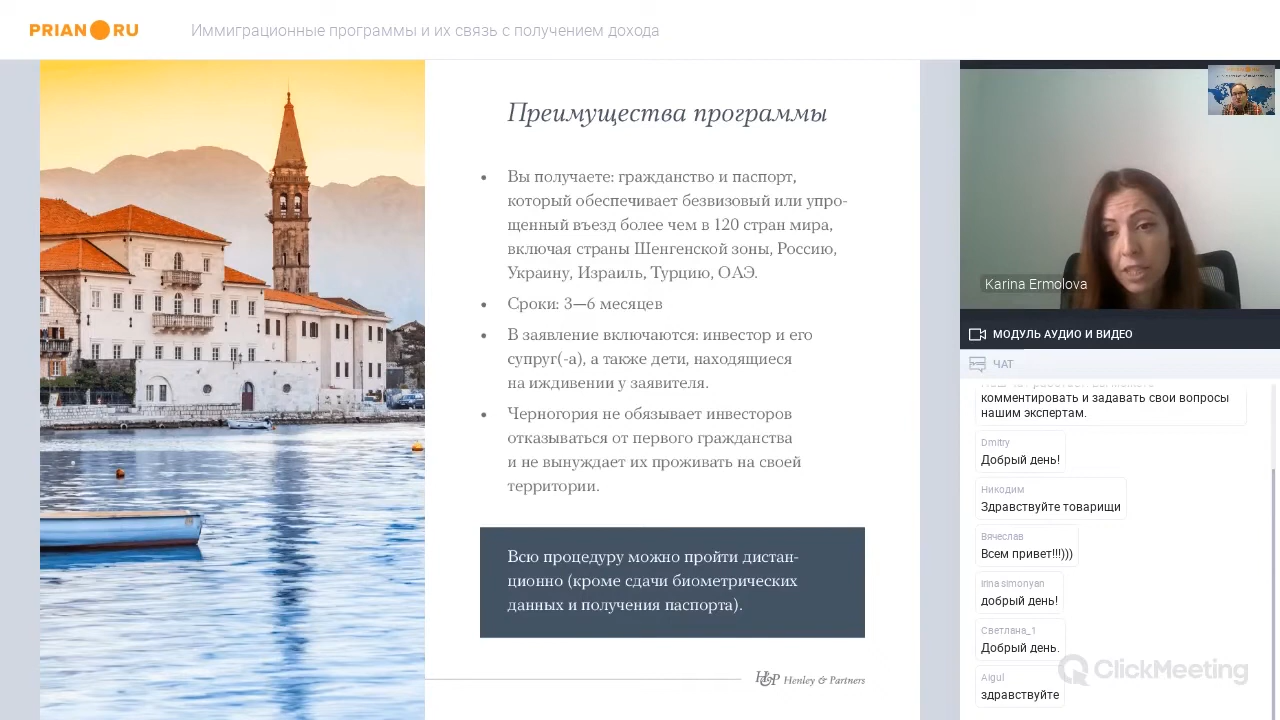 PRIAN RU
Иммиграционные программы и их связь с получением дохода
Преимущества программы
• Вы получаете: гражданство и паспорт,
который обеспечивает безвизовый или упро-
щенный въезд более чем в 120 стран мира,
включая страны Шенгенской зоны, Россию,
Украину, Израиль, Турцию, ОАЭ.
• Сроки: 3—6 месяцев
• В заявление включаются: инвестор и его
супруг(-а), а также дети, находящиеся
на иждивении у заявителя.
• Черногория не обязывает инвесторов
отказываться от первого гражданства
и не вынуждает их проживать на своей
территории.
Всю процедуру можно пройти дистан-
ционно (кроме сдачи биометрических
данных и получения паспорта).
H&P Henley & Partners
Karina Ermolova
МОДУЛЬ АУДИО И ВИДЕО
ЧАТ
комментировать и задавать свои вопросы
нашим экспертам.
Dmitry
Добрый день!
Никодим
Здравствуйте товарищи
Вячеслав
Всем привет!!!)))
irina simonyan
добрый день!
Светлана_1
Добрый день.
Aigul
здравствуйте
ClickMeeting